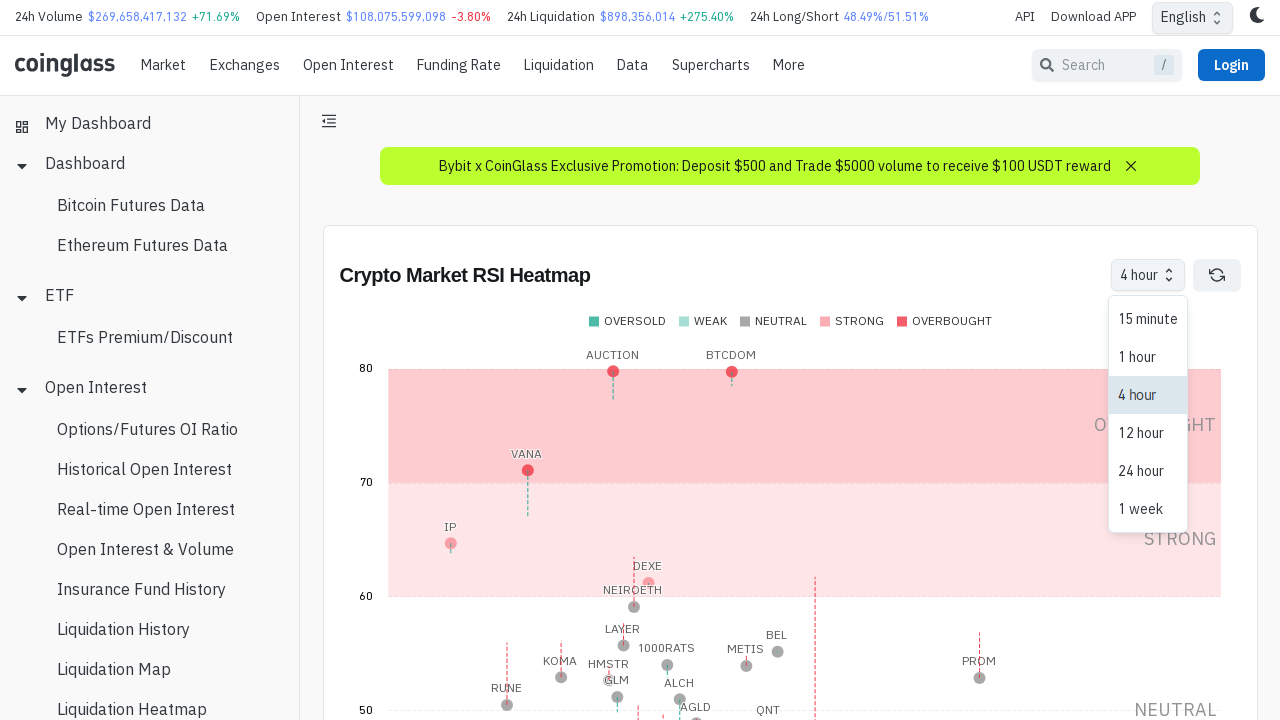 24h Volume $269,658,417,132 +71.69% Open Interest $108,075,599,098 -3.80% 24h Liquidation $898,356,014 +275.40% 24h Long/Short 48.49%/51.51% API Download APP English
coinglass Market Exchanges Open Interest Funding Rate Liquidation Data Supercharts More Search / Login
My Dashboard
Dashboard
Bitcoin Futures Data
Ethereum Futures Data
ETF
ETFs Premium/Discount
Open Interest
Options/Futures OI Ratio
Historical Open Interest
Real-time Open Interest
Open Interest & Volume
Insurance Fund History
Liquidation History
Liquidation Map
Liquidation Heatmap
Bybit x CoinGlass Exclusive Promotion: Deposit $500 and Trade $5000 volume to receive $100 USDT reward
Crypto Market RSI Heatmap
4 hour
15 minute
1 hour
4 hour
12 hour
24 hour
1 week
OVERSOLD WEAK NEUTRAL STRONG OVERBOUGHT
AUCTION BTCDOM
80
VANA
70
IP
STRONG
DEXE
NEIROETH
60
LAYER
BEL
1000RATS METIS
KOMA HMSTR PROM
GLM ALCH
RUNE
AGLD QNT
50 NEUTRAL